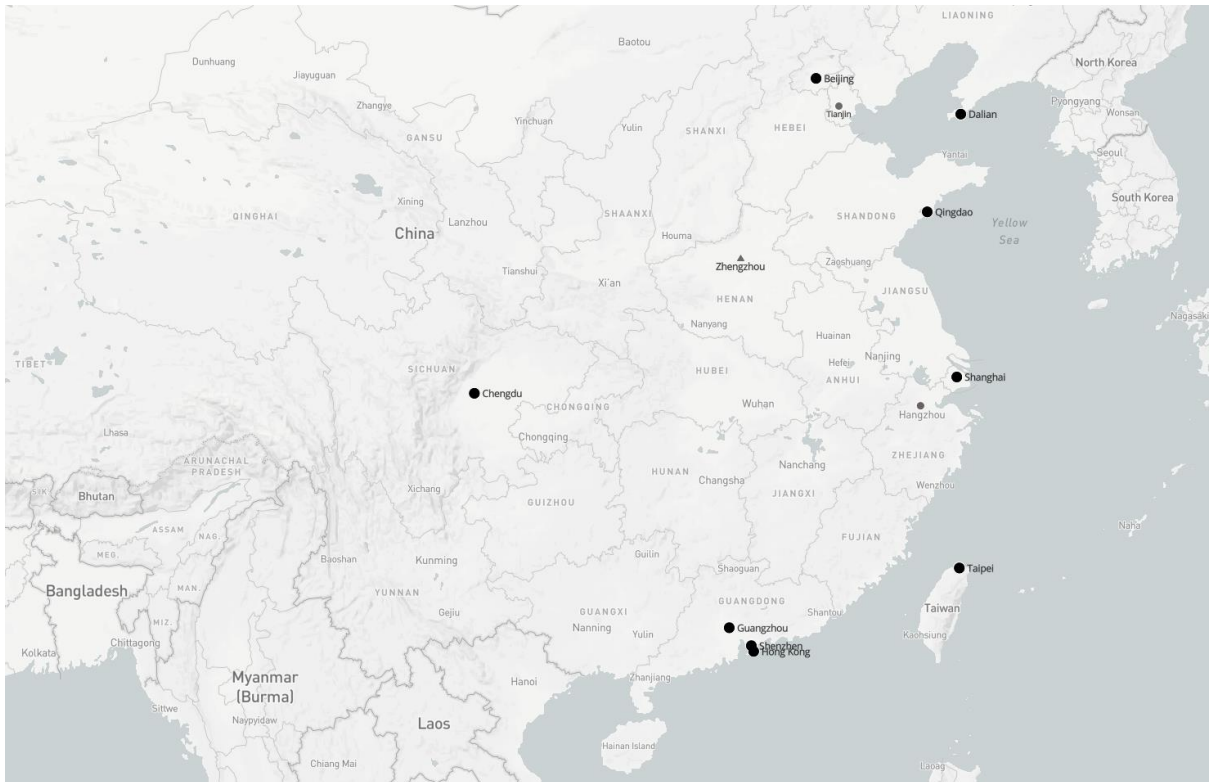 LIAONING
Baotou
Dunhuang
Jiayuguan
North Korea
Beijing
Zhangye
Pyongyang
Tianjin
Wonsan
Dalian
Yinchuan
Yulin
SHANXI
HEBEI
GANSU
Seoul
Yantai
Xining
South Korea
QINGHAI
SHAANXI
SHANDONG
Qingdao
Lanzhou
China
Yellow
Sea
Houma
Zhengzhou
Zaoshuang
Tianshui
Xi'an
JIANGSU
HENAN
Nagasaki
Nanyang
Huainan
Nanjing
TIBET
Hefei
SICHUAN
HUBEI
ANHUI
Shanghai
Chengdu
CHONGQING
Wuhan
Hangzhou
Lhasa
Chongqing
ARUNACHAL
PRADESH
ZHEJIANG
Nanchang
HUNAN
Changsha
Xichang
Wenzhou
SIK.
Bhutan
JIANGXI
GUIZHOU
Naha
ASSAM
NAG.
FUJIAN
MEG.
Guilin
Baoshan
Kunming
Shaoguan
Taipei
MAN.
Bangladesh
YUNNAN
GUANGDONG
Gejiu
GUANGXI
Shantou
Taiwan
MIZ.
Nanning
Guangzhou
Yulin
Kaohsiung
Chittagong
Shenzhen
Kolkata
Hong Kong
Myanmar
(Burma)
Zhanjiang
Hanoi
Sittwe
Naypyidaw
Laos
Hainan Island
Chiang Mai
Laoag